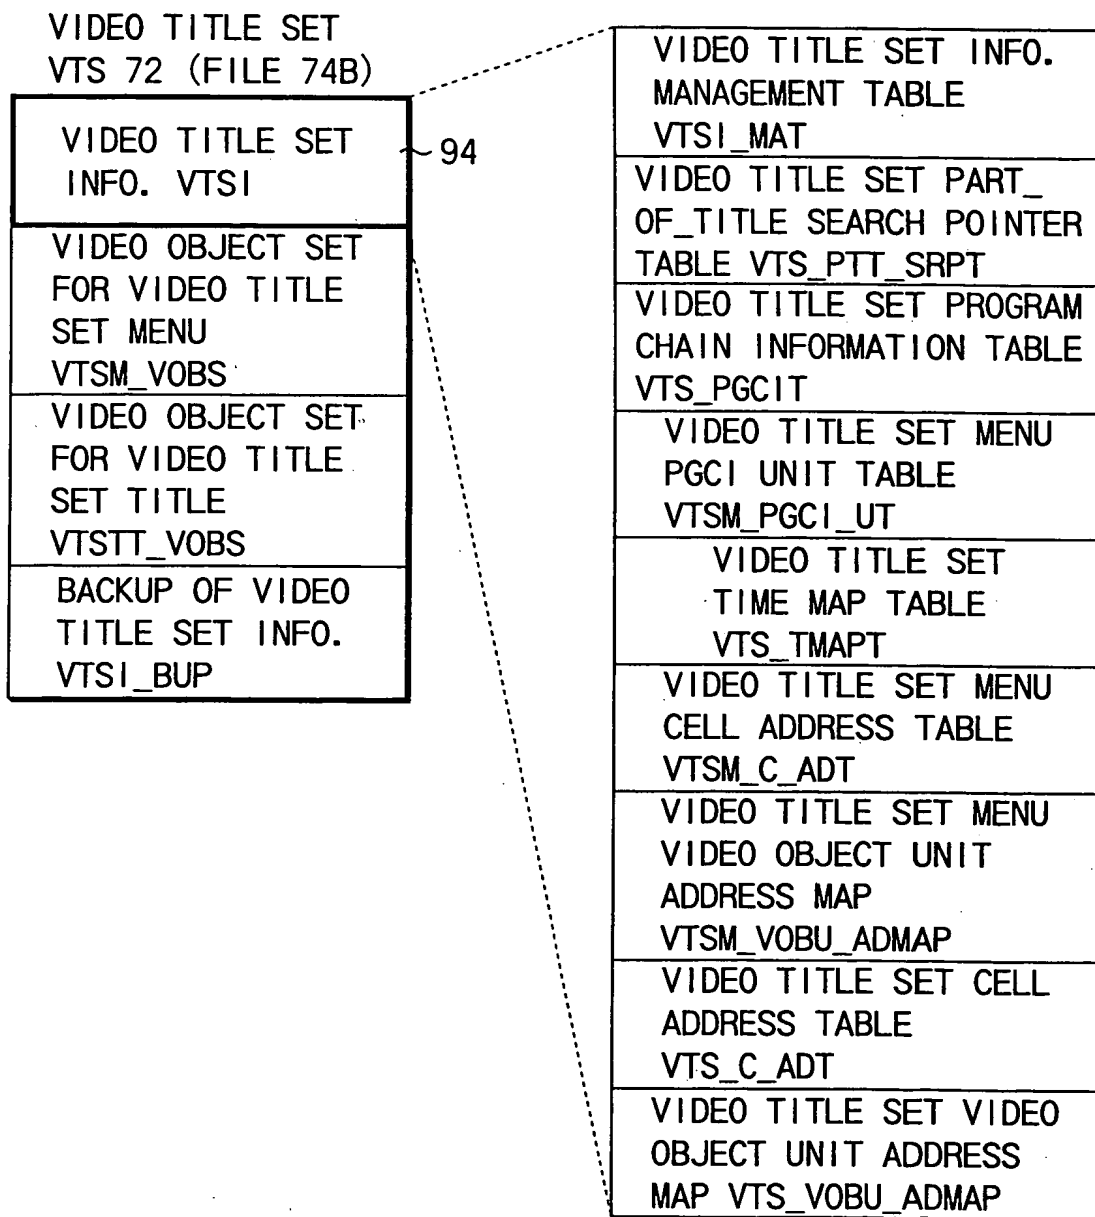 VIDEO TITLE SET
VTS 72 (FILE 74B)
VIDEO TITLE SET
INFO. VTSI
94
VIDEO OBJECT SET
FOR VIDEO TITLE
SET MENU
VTSM_VOBS
VIDEO OBJECT SET
FOR VIDEO TITLE
SET TITLE
VTSTT_VOBS
BACKUP OF VIDEO
TITLE SET INFO.
VTSI_BUP
VIDEO TITLE SET INFO.
MANAGEMENT TABLE
VTSI_MAT
VIDEO TITLE SET PART_
OF_TITLE SEARCH POINTER
TABLE VTS_PTT_SRPT
VIDEO TITLE SET PROGRAM
CHAIN INFORMATION TABLE
VTS_PGCIT
VIDEO TITLE SET MENU
PGCI UNIT TABLE
VTSM_PGCI_UT
VIDEO TITLE SET
TIME MAP TABLE
VTS_TMAPT
VIDEO TITLE SET MENU
CELL ADDRESS TABLE
VTSM_C_ADT
VIDEO TITLE SET MENU
VIDEO OBJECT UNIT
ADDRESS MAP
VTSM_VOBU_ADMAP
VIDEO TITLE SET CELL
ADDRESS TABLE
VTS_C_ADT
VIDEO TITLE SET VIDEO
OBJECT UNIT ADDRESS
MAP VTS_VOBU_ADMAP